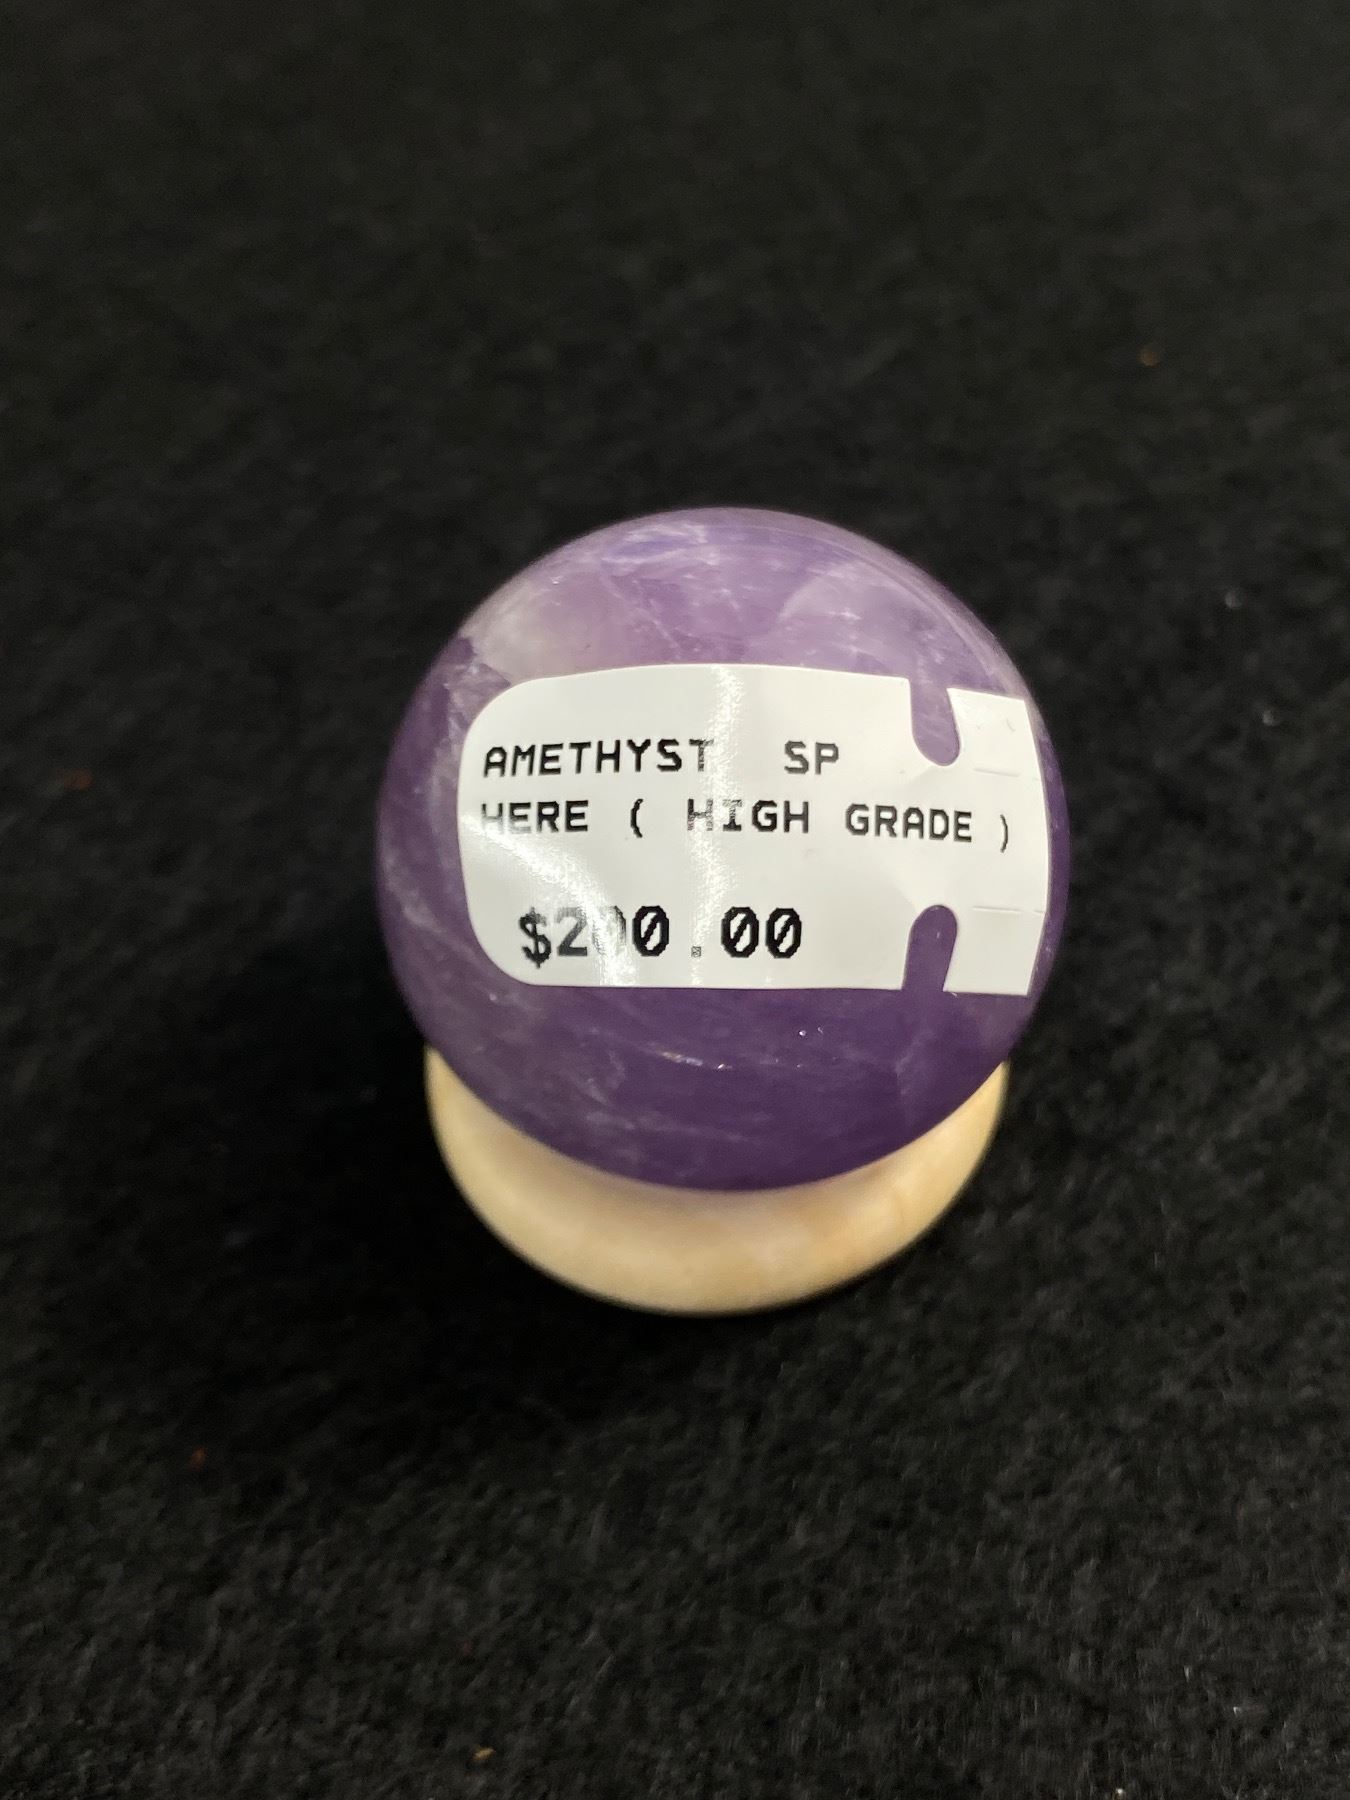 AMETHYST SP
HERE ( HIGH GRADE )
$200.00